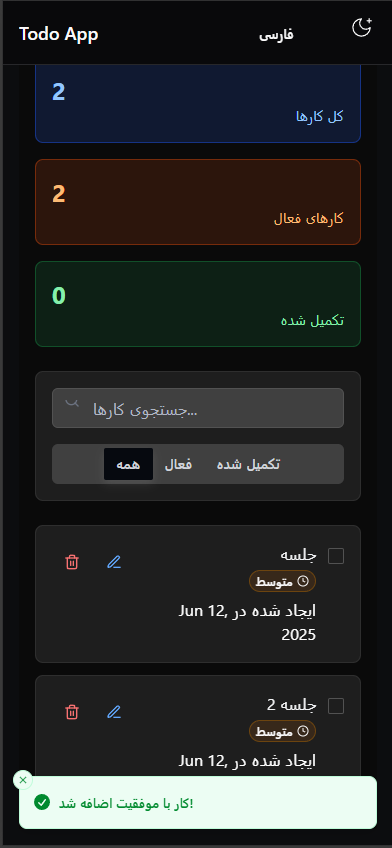 Todo App
فارسی
2
کل کارها
2
کارهای فعال
0
تکمیل شده
جستجوی کارها...
همه فعال تکمیل شده
جلسه
متوسط
ایجاد شده در Jun 12,
2025
جلسه 2
متوسط
ایجاد شده در Jun 12,
کار با موفقیت اضافه شد!